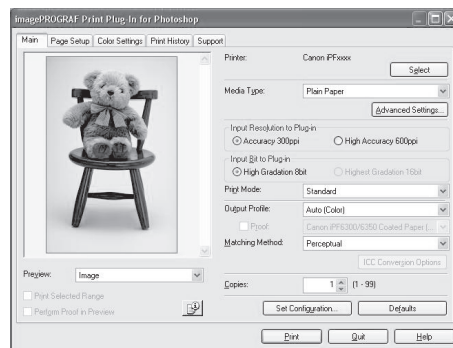 imagePROGRAF Print Plug-In for Photoshop
Main Page Setup Color Settings Print History Support
Printer: Canon iPFxxxx
Select
Media Type: Plain Paper
Advanced Settings...
Input Resolution to Plug-in
Accuracy 300ppi High Accuracy 600ppi
Input Bit to Plug-in
High Gradation 8bit Highest Gradation 16bit
Print Mode: Standard
Output Profile: Auto (Color)
Proof: Canon iPF6300/6350 Coated Paper (...
Matching Method: Perceptual
ICC Conversion Options
Preview: Image
Copies: 1 (1 - 99)
Print Selected Range
Perform Proof in Preview
Set Configuration... Defaults
Print Quit Help